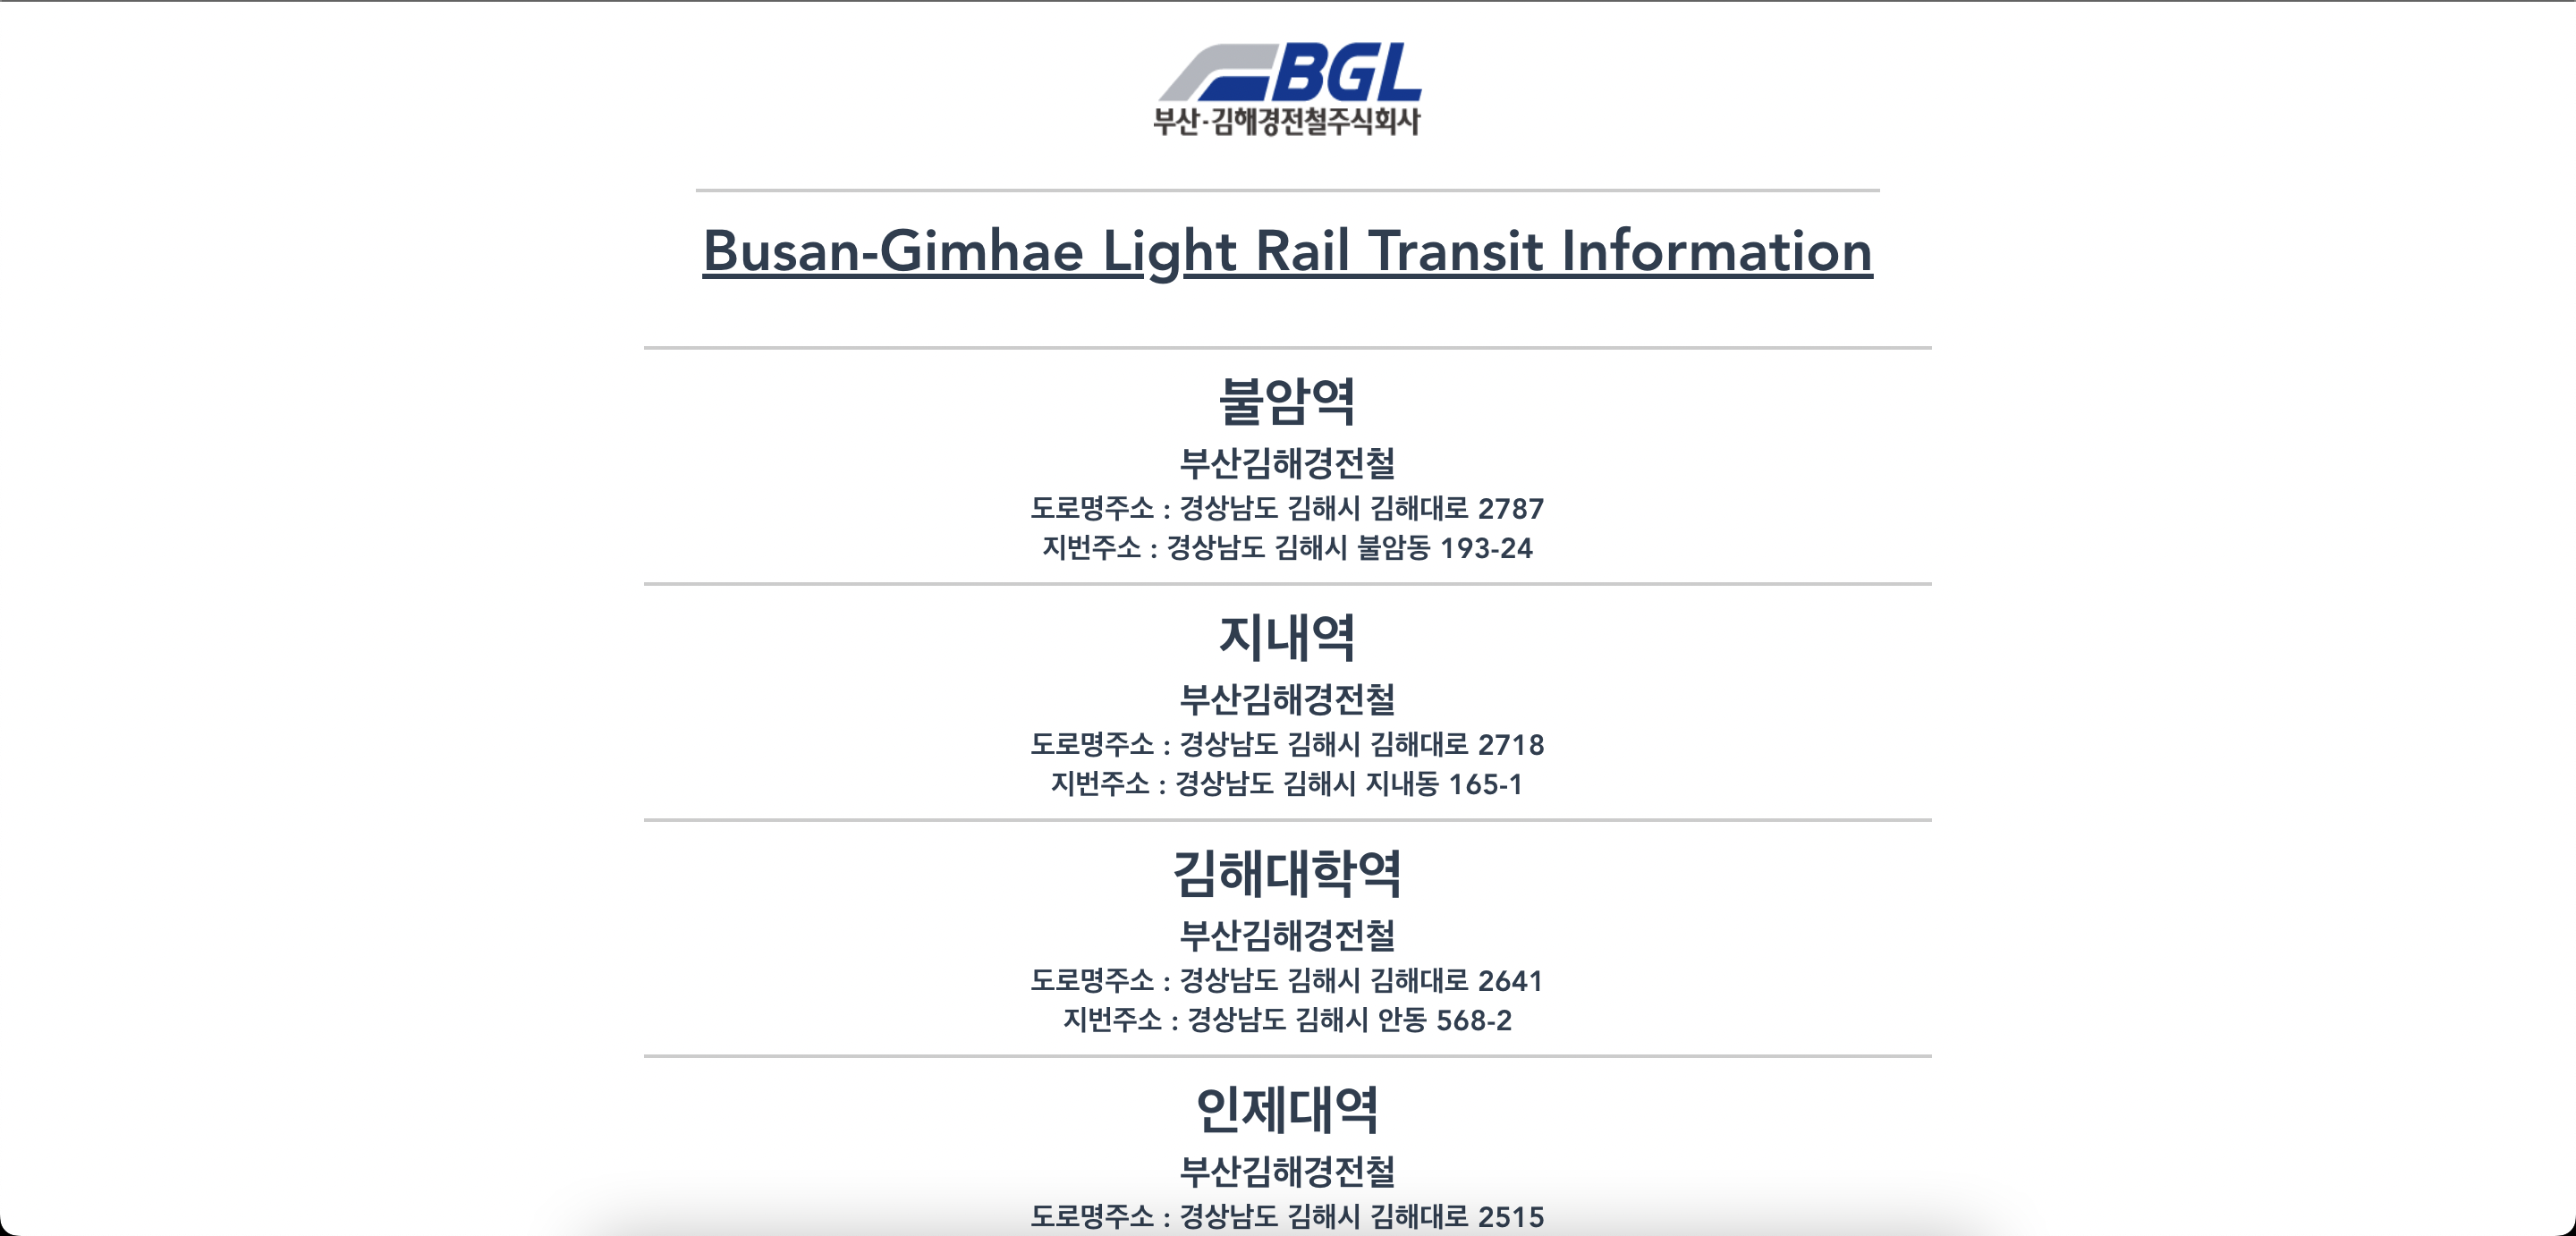 BGL
부산-김해경전철주식회사
Busan-Gimhae Light Rail Transit Information
불암역
부산김해경전철
도로명주소 : 경상남도 김해시 김해대로 2787
지번주소 : 경상남도 김해시 불암동 193-24
지내역
부산김해경전철
도로명주소 : 경상남도 김해시 김해대로 2718
지번주소 : 경상남도 김해시 지내동 165-1
김해대학역
부산김해경전철
도로명주소 : 경상남도 김해시 김해대로 2641
지번주소 : 경상남도 김해시 안동 568-2
인제대역
부산김해경전철
도로명주소 : 경상남도 김해시 김해대로 2515